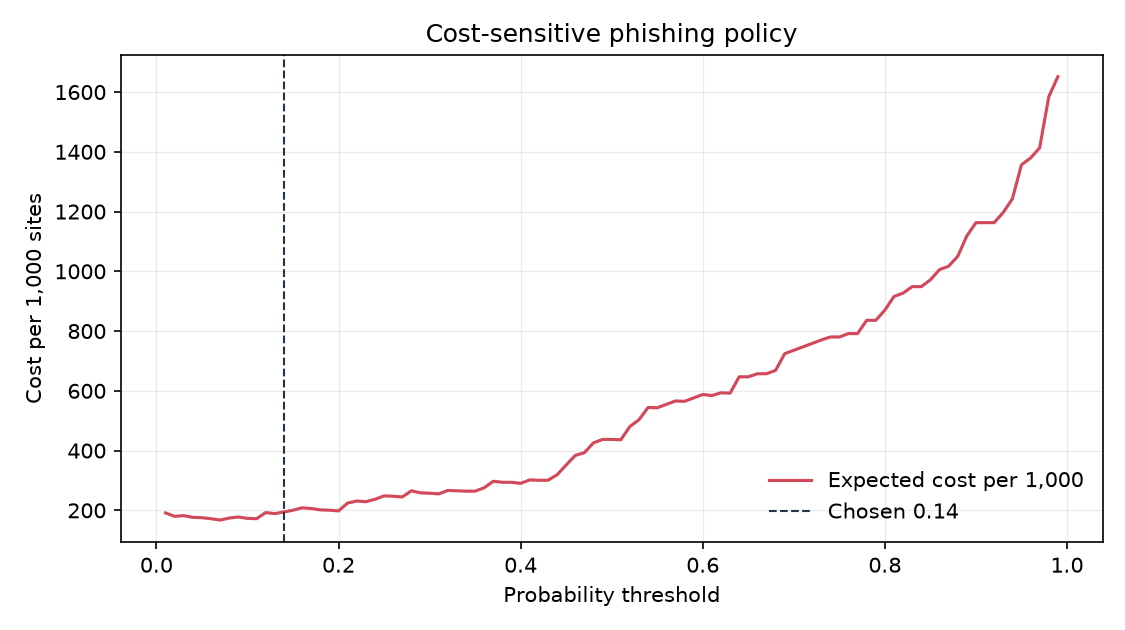 Cost-sensitive phishing policy
Cost per 1,000 sites
1600
1400
1200
1000
800
600
400
200
Expected cost per 1,000
Chosen 0.14
0.0 0.2 0.4 0.6 0.8 1.0
Probability threshold